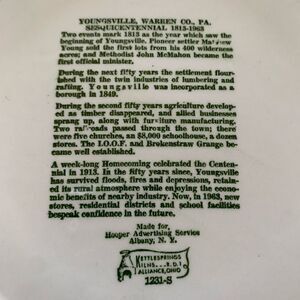 YOUNGSVILLE, WARREN CO., PA.
SESQUICENTENNIAL 1813-1963
Two events mark 1813 as the year which saw the
beginning of Youngsville. Pioneer settler Mathew
Young sold the first lots from his 400 wilderness
acres; and Methodist John McMahon became the
first official minister.
During the next fifty years the settlement flour-
ished with the twin industries of lumbering and
rafting. Youngsville was incorporated as a
borough in 1849.
During the second fifty years agriculture develop-
ed as timber disappeared, and allied businesses
sprang up, along with furniture manufacturing.
Two railroads passed through the town; there
were five churches, an $8,000 schoolhouse, a dozen
stores. The I.O.O.F. and Brokenstraw Grange be-
came well established.
A week-long Homecoming celebrated the Centen-
nial in 1913. In the fifty years since, Youngsville
has survived floods, fires and depressions, retain-
ed its rural atmosphere while enjoying the econo-
mic benefits of nearby industry. Now, in 1963, new
stores, residential districts and school facilities
bespeak confidence in the future.
Made for,
Hooper Advertising Service
Albany, N. Y.
KETTLESPRINGS
KILNS... R.D.1
ALLIANCE, OHIO
1231-S